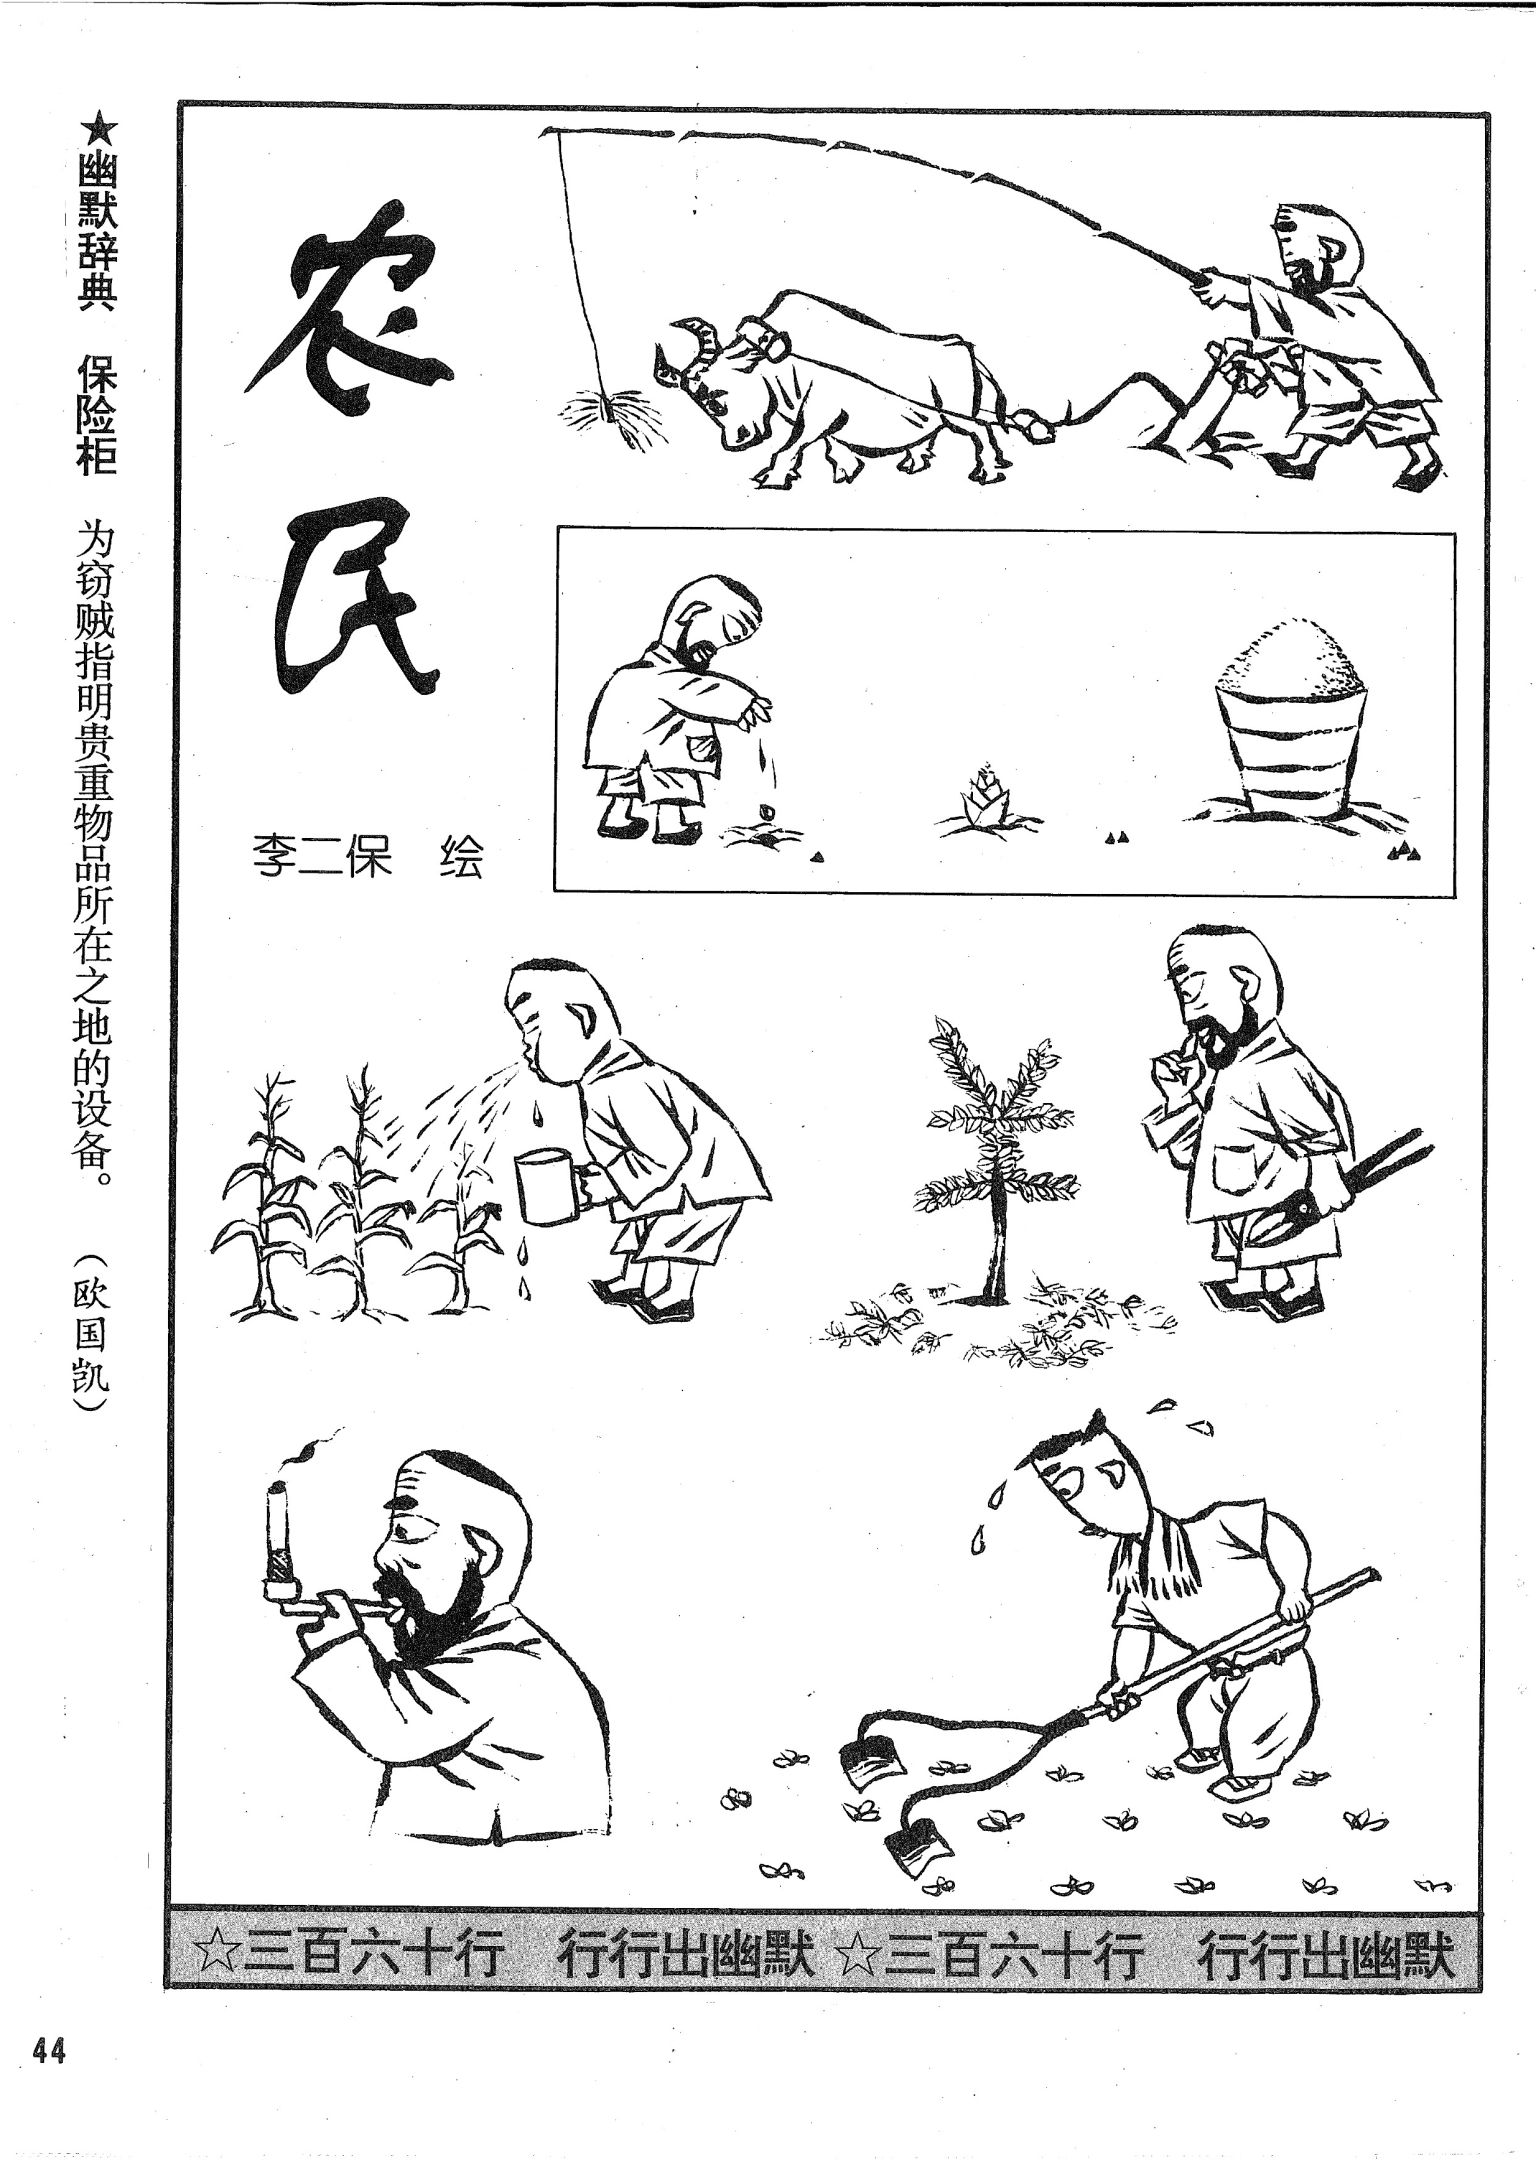 ★幽默辞典 保险柜 为窃贼指明贵重物品所在之地的设备。 （欧国凯）
农民
李二保 绘
☆三百六十行 行行出幽默☆三百六十行 行行出幽默
44